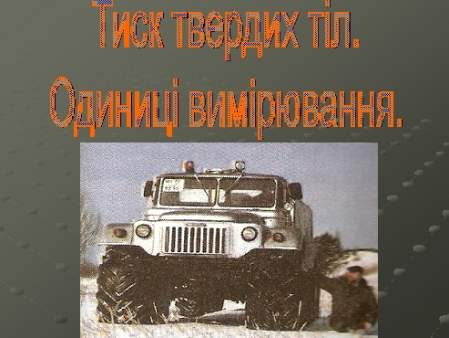 Тиск твердих тіл.
Одиниці вимірювання.